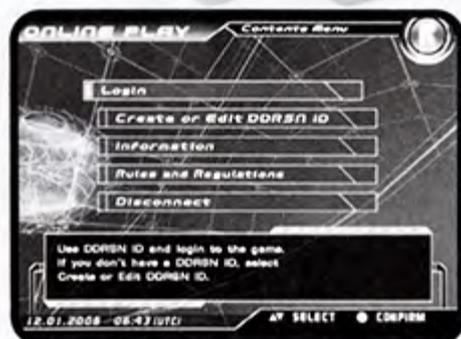 ONLINE PLAY
Contents Menu
Login
Create or Edit DDRSN ID
Information
Rules and Regulations
Disconnect
Use DDRSN ID and login to the game.
If you don't have a DDRSN ID, select
Create or Edit DDRSN ID.
12.01.2006 06:43 (UTC)
▲▼ SELECT ● CONFIRM